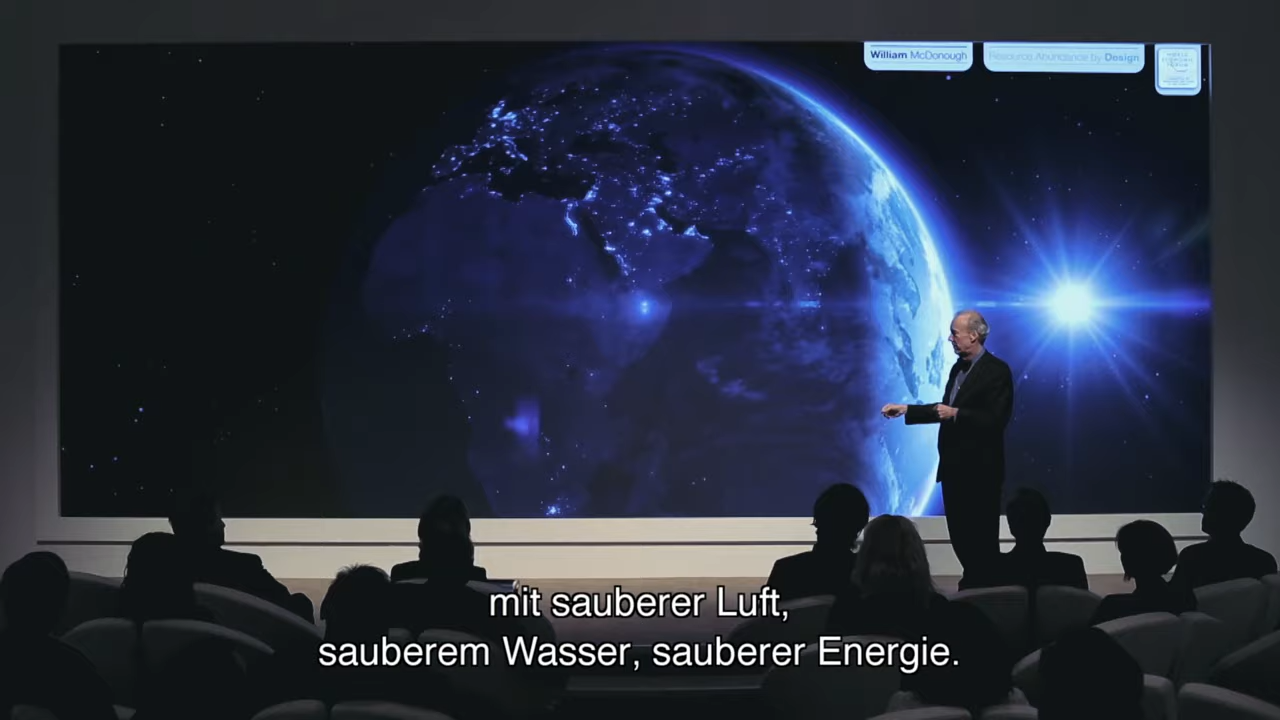 William McDonough
Resource Abundance by Design
mit sauberer Luft,
sauberem Wasser, sauberer Energie.